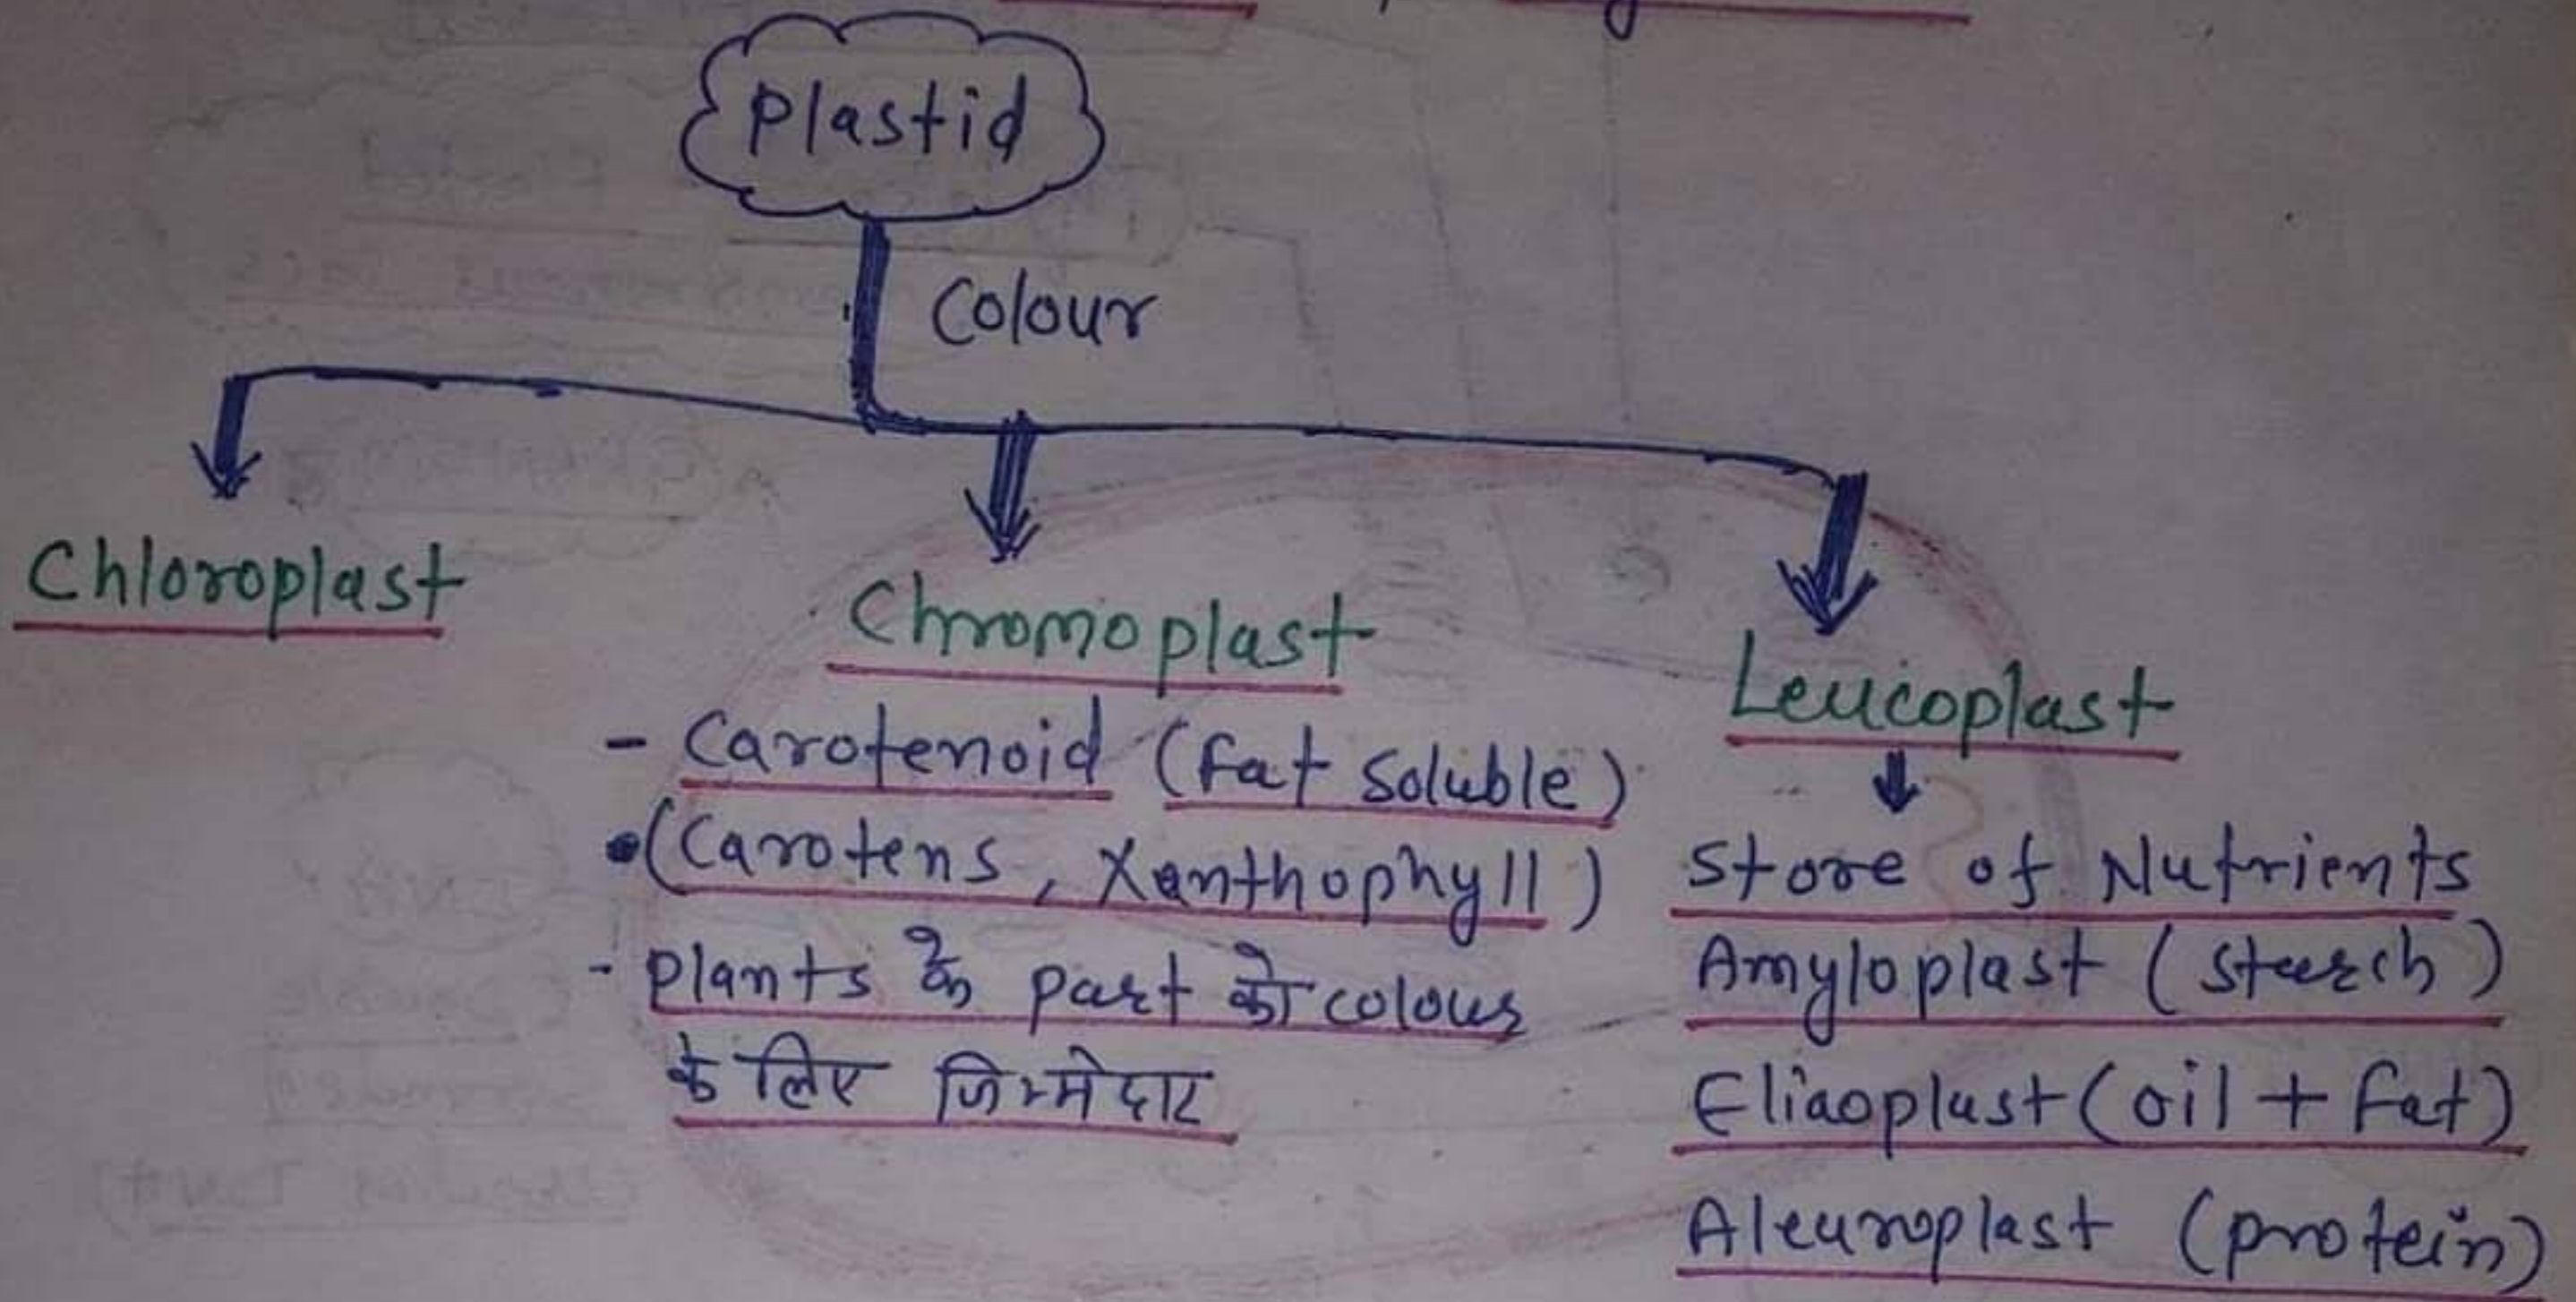 Plastid
Colour
Chloroplast
Chromoplast
- Carotenoid (fat soluble)
•(Carotens, Xanthophyll)
- plants के part को colour
के लिए जिम्मेदार
Leucoplast
Store of Nutrients
Amyloplast (starch)
Eliaoplast (oil + fat)
Aleuroplast (protein)